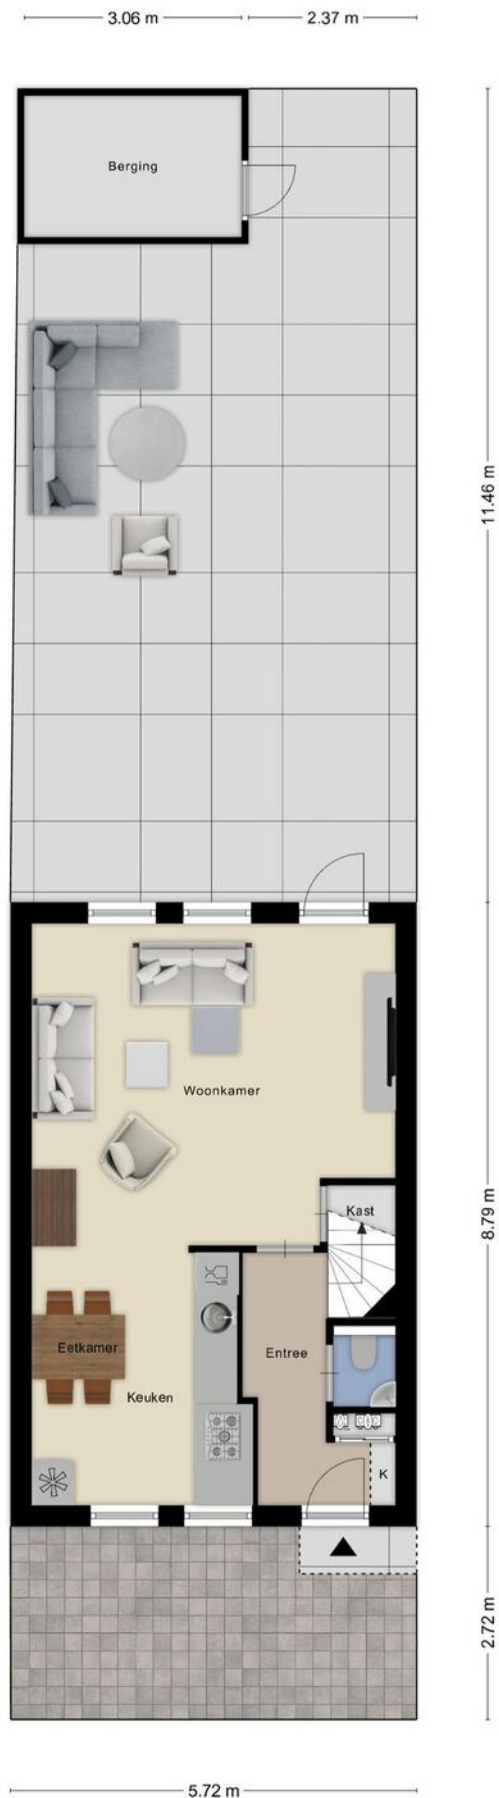 3.06 m
2.37 m
Berging
11.46 m
Woonkamer
Kast
8.79 m
Eetkamer
Entree
Keuken
K
2.72 m
5.72 m